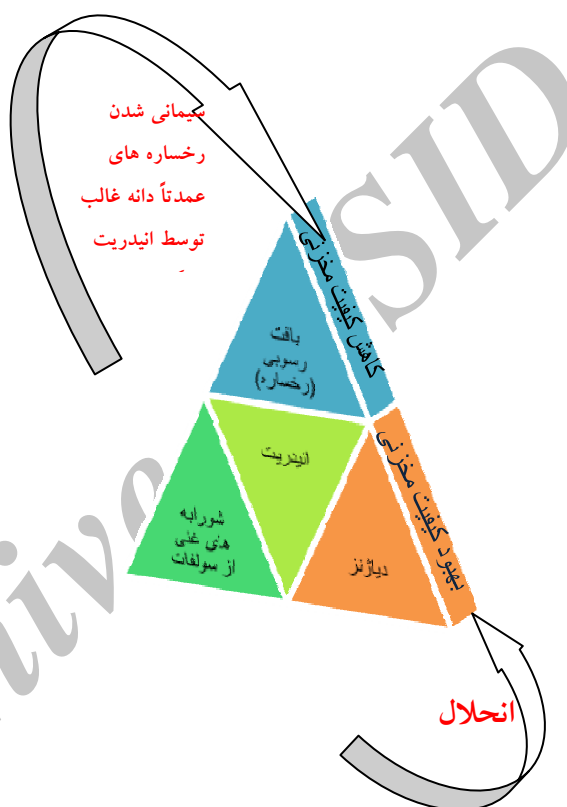 سیمانی شدن
رخساره های
عمدتاً دانه غالب
توسط انیدریت
کاهش کیفیت مخزنی
بافت
رسوبی
(رخساره)
انیدریت
شورابه
های غنی
از سولفات
دیاژنز
بهبود کیفیت مخزنی
انحلال
SID